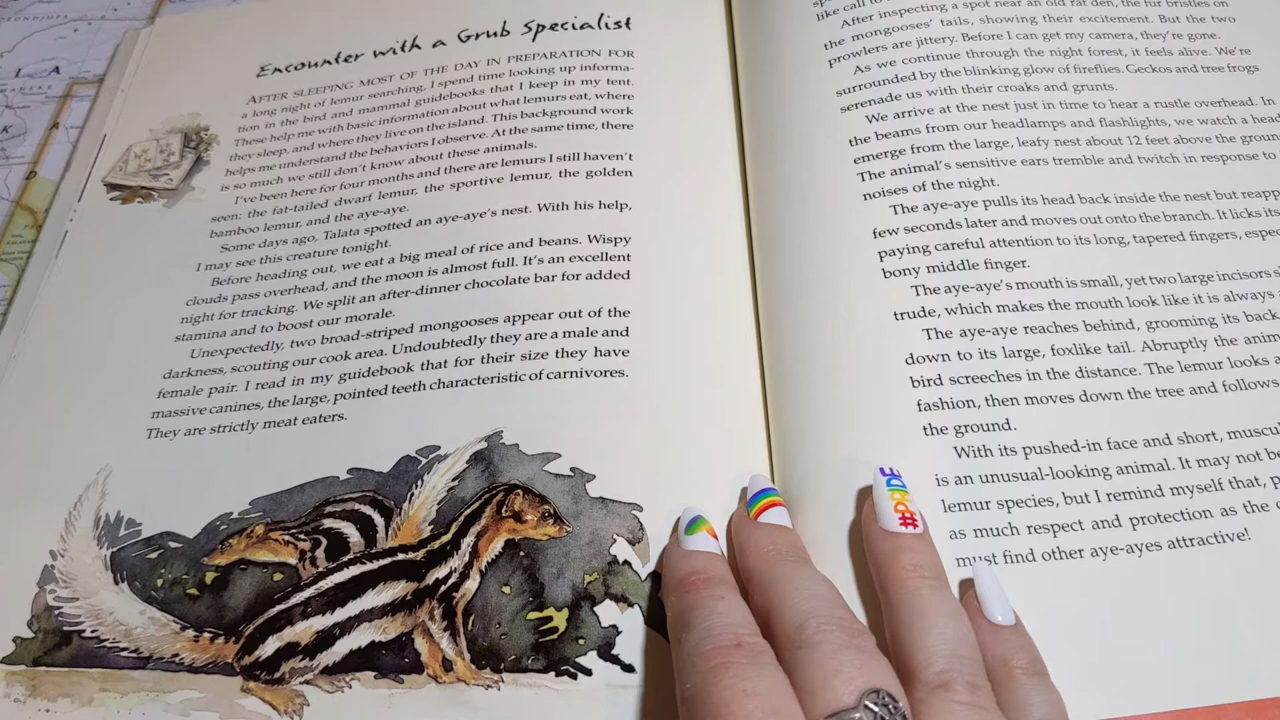 Encounter with a Grub Specialist
AFTER SLEEPING MOST OF THE DAY IN PREPARATION FOR
a long night of lemur searching, I spend time looking up informa-
tion in the bird and mammal guidebooks that I keep in my tent.
These help me with basic information about what lemurs eat, where
they sleep, and where they live on the island. This background work
helps me understand the behaviors I observe. At the same time, there
is so much we still don't know about these animals.
I've been here for four months and there are lemurs I still haven't
seen: the fat-tailed dwarf lemur, the sportive lemur, the golden
bamboo lemur, and the aye-aye.
Some days ago, Talata spotted an aye-aye's nest. With his help,
I may see this creature tonight.
Before heading out, we eat a big meal of rice and beans. Wispy
clouds pass overhead, and the moon is almost full. It's an excellent
night for tracking. We split an after-dinner chocolate bar for added
stamina and to boost our morale.
Unexpectedly, two broad-striped mongooses appear out of the
darkness, scouting our cook area. Undoubtedly they are a male and
female pair. I read in my guidebook that for their size they have
massive canines, the large, pointed teeth characteristic of carnivores.
They are strictly meat eaters.
like call to
After inspecting a spot near an old rat den, the fur bristles on
the mongooses' tails, showing their excitement. But the two
prowlers are jittery. Before I can get my camera, they're gone.
As we continue through the night forest, it feels alive. We're
surrounded by the blinking glow of fireflies. Geckos and tree frogs
serenade us with their croaks and grunts.
We arrive at the nest just in time to hear a rustle overhead. In
the beams from our headlamps and flashlights, we watch a head
emerge from the large, leafy nest about 12 feet above the ground
The animal's sensitive ears tremble and twitch in response to
noises of the night.
The aye-aye pulls its head back inside the nest but reapp
few seconds later and moves out onto the branch. It licks its
paying careful attention to its long, tapered fingers, espec
bony middle finger.
The aye-aye's mouth is small, yet two large incisors
trude, which makes the mouth look like it is always
The aye-aye reaches behind, grooming its back
down to its large, foxlike tail. Abruptly the anim
bird screeches in the distance. The lemur looks
fashion, then moves down the tree and follows
the ground.
With its pushed-in face and short, muscul
is an unusual-looking animal. It may not be
lemur species, but I remind myself that, p
as much respect and protection as the
must find other aye-ayes attractive!
#PRIDE